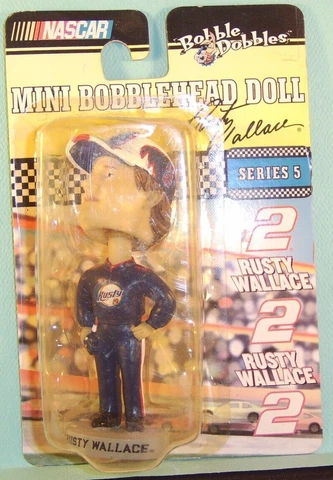 NASCAR
Bobble Dobbles
MINI BOBBLEHEAD DOLL
Rusty Wallace
SERIES 5
2
RUSTY
WALLACE
2
RUSTY
WALLACE
2
Rusty
RUSTY WALLACE